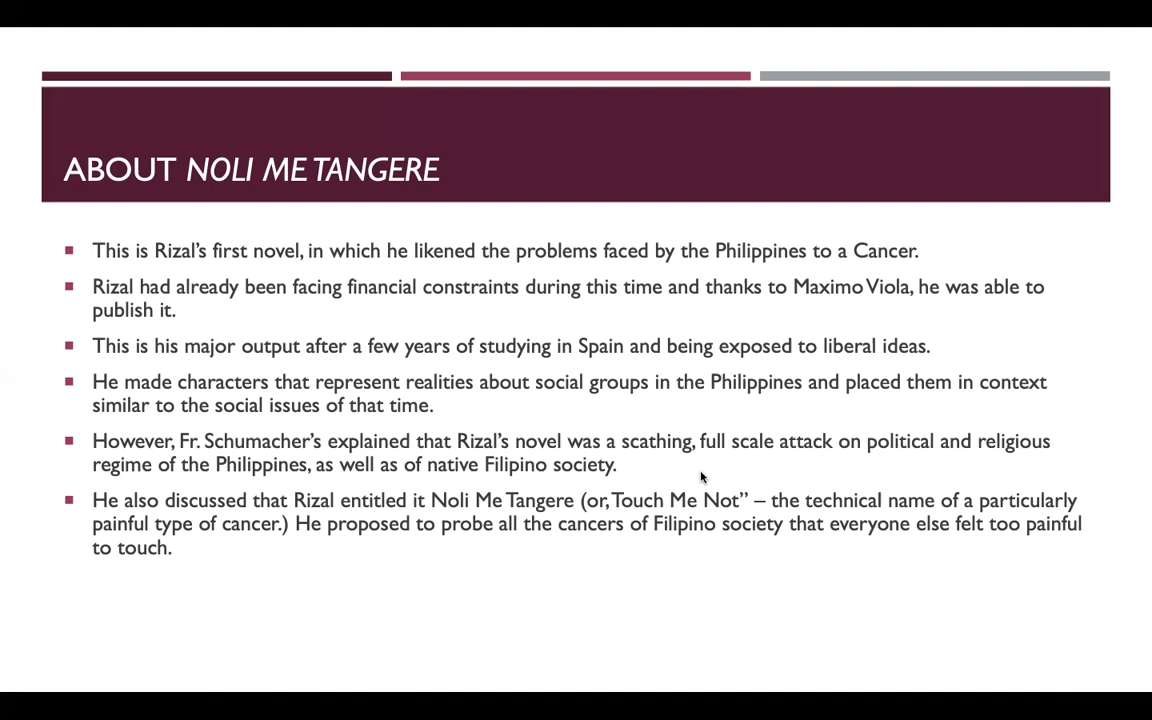 ABOUT NOLI ME TANGERE
▪ This is Rizal’s first novel, in which he likened the problems faced by the Philippines to a Cancer.
▪ Rizal had already been facing financial constraints during this time and thanks to Maximo Viola, he was able to
publish it.
▪ This is his major output after a few years of studying in Spain and being exposed to liberal ideas.
▪ He made characters that represent realities about social groups in the Philippines and placed them in context
similar to the social issues of that time.
▪ However, Fr. Schumacher’s explained that Rizal’s novel was a scathing, full scale attack on political and religious
regime of the Philippines, as well as of native Filipino society.
▪ He also discussed that Rizal entitled it Noli Me Tangere (or, Touch Me Not” – the technical name of a particularly
painful type of cancer.) He proposed to probe all the cancers of Filipino society that everyone else felt too painful
to touch.